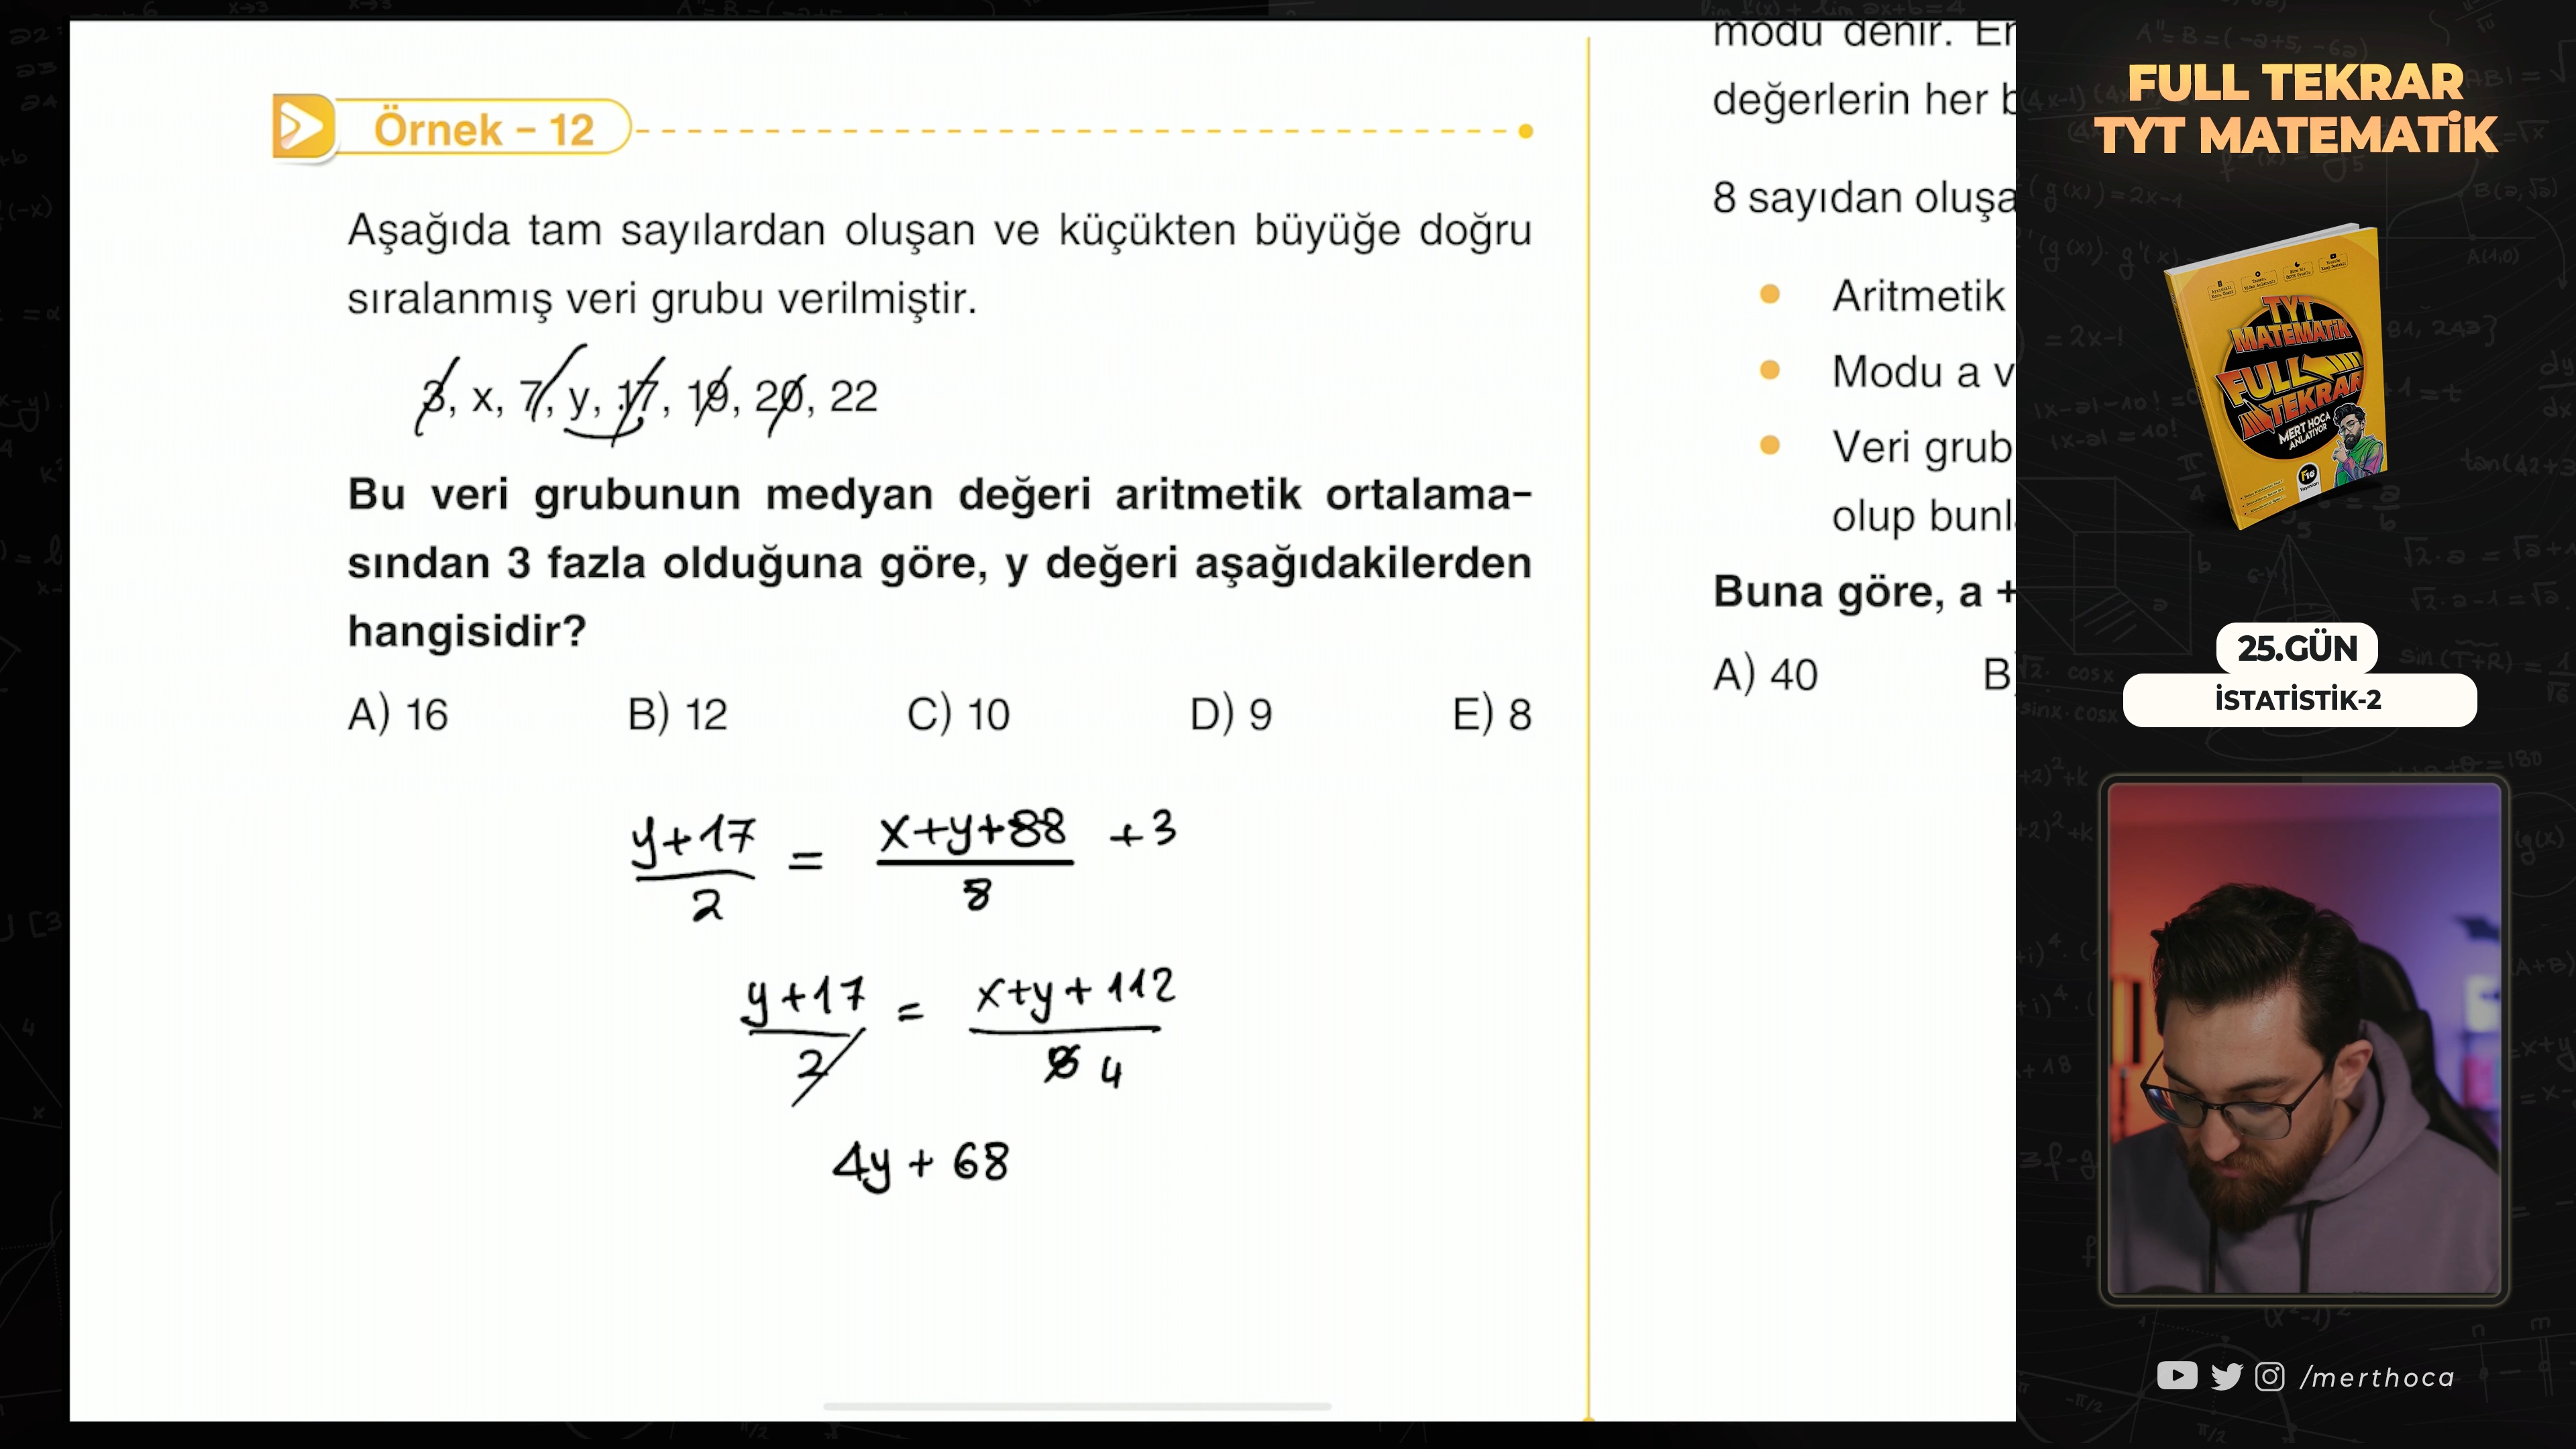 Örnek – 12
Aşağıda tam sayılardan oluşan ve küçükten büyüğe doğru
sıralanmış veri grubu verilmiştir.
3, x, 7, y, 17, 19, 20, 22
Bu veri grubunun medyan değeri aritmetik ortalama–
sından 3 fazla olduğuna göre, y değeri aşağıdakilerden
hangisidir?
A) 16 B) 12 C) 10 D) 9 E) 8
y+17/2 = x+y+88/8 +3
y+17/2 = x+y+112/8 4
4y + 68
modu denir. En
değerlerin her b
8 sayıdan oluşa
Aritmetik
Modu a v
Veri grub
olup bunl
Buna göre, a +
A) 40 B)
FULL TEKRAR
TYT MATEMATİK
TYT
MATEMATİK
FULL
TEKRAR
MERT HOCA
ANLATIYOR
25.GÜN
İSTATİSTİK-2
/merthoca